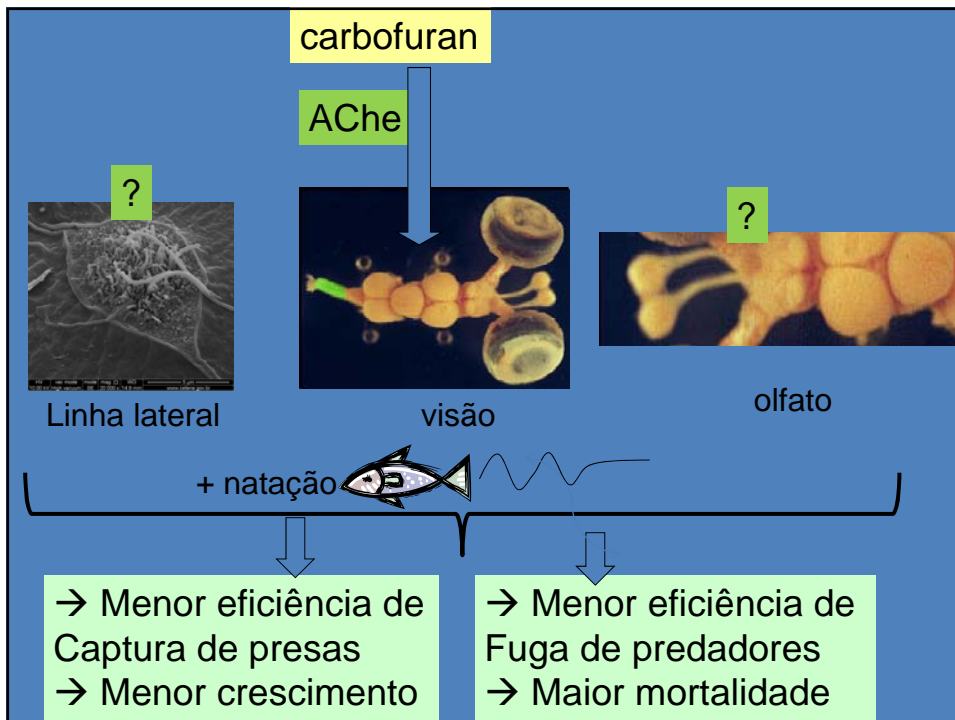 carbofuran
AChe
?
?
Linha lateral
visão
olfato
+ natação
→ Menor eficiência de
Captura de presas
→ Menor crescimento
→ Menor eficiência de
Fuga de predadores
→ Maior mortalidade